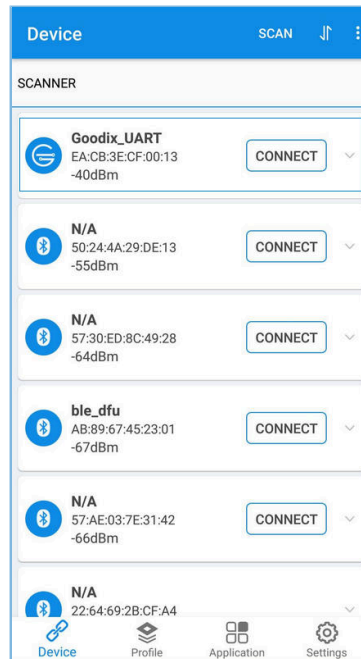 Device SCAN
SCANNER
Goodix_UART
EA:CB:3E:CF:00:13 CONNECT
-40dBm
N/A
50:24:4A:29:DE:13 CONNECT
-55dBm
N/A
57:30:ED:8C:49:28 CONNECT
-64dBm
ble_dfu
AB:89:67:45:23:01 CONNECT
-67dBm
N/A
57:AE:03:7E:31:42 CONNECT
-66dBm
N/A
22:64:69:2B:CF:A4
Device Profile Application Settings